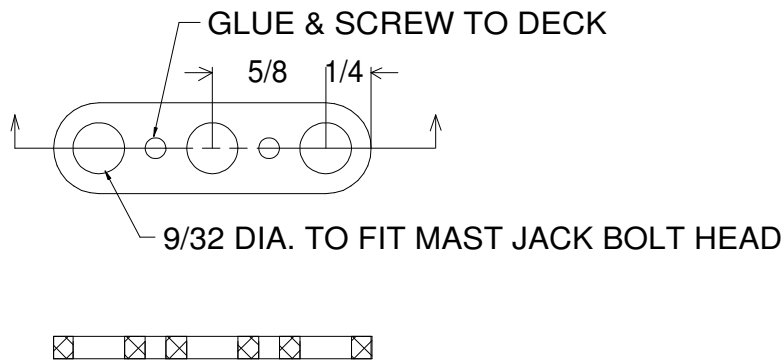 GLUE & SCREW TO DECK
5/8 1/4
9/32 DIA. TO FIT MAST JACK BOLT HEAD